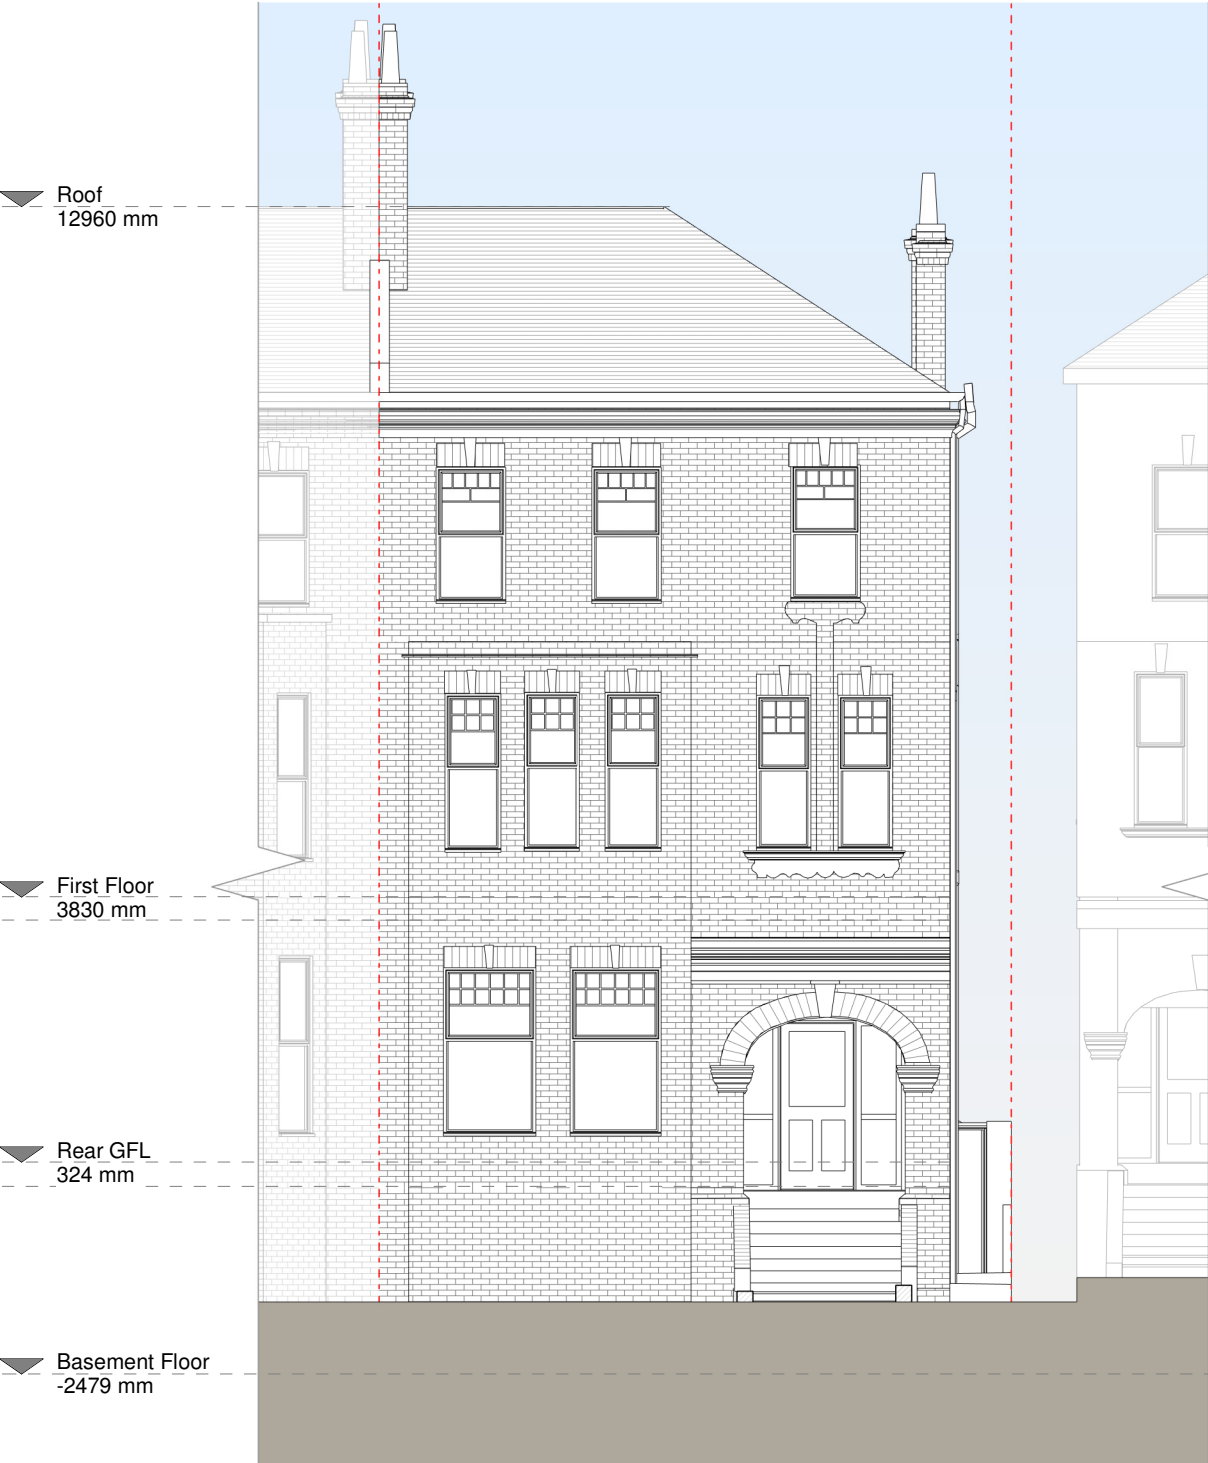 Roof
12960 mm
First Floor
3830 mm
Rear GFL
324 mm
Basement Floor
-2479 mm